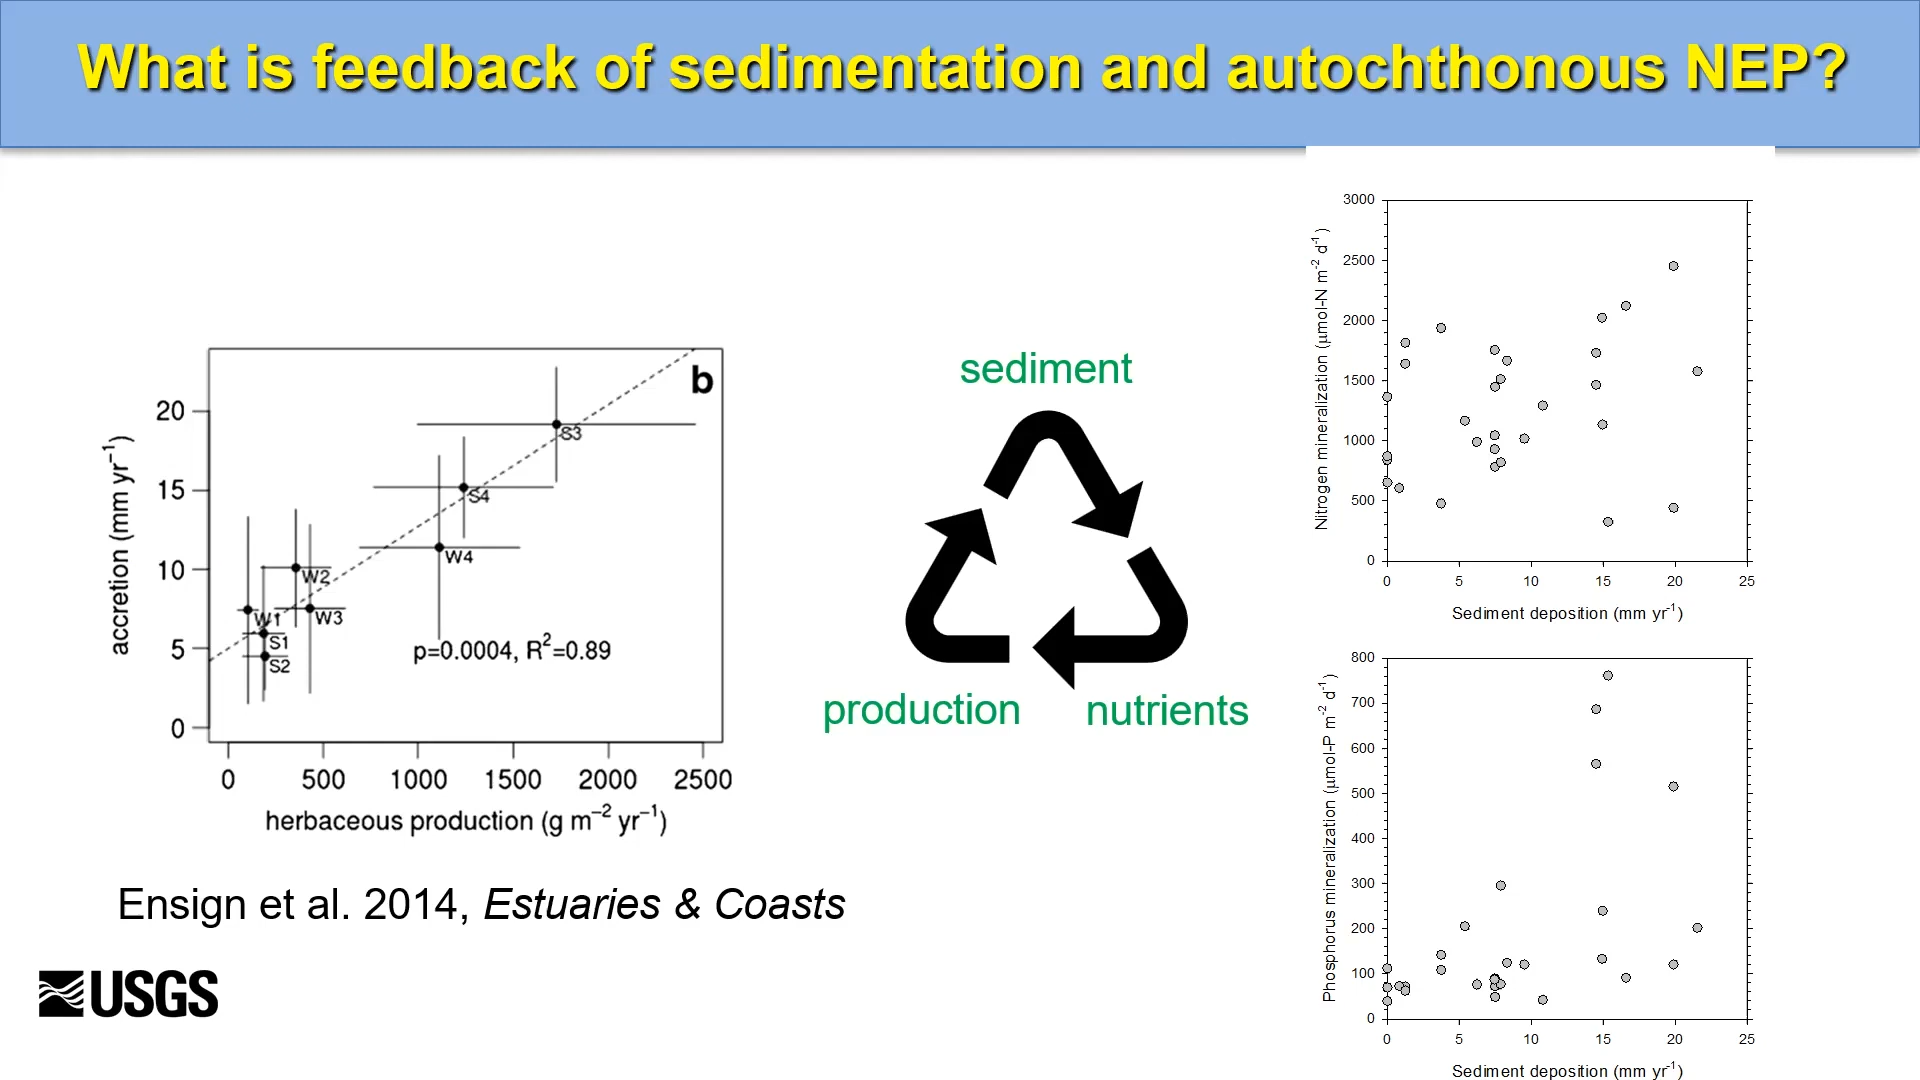 What is feedback of sedimentation and autochthonous NEP?
b
accretion (mm yr⁻¹)
20
15
10
5
0
S3
S4
W4
W2
W1
W3
S1
S2
p=0.0004, R²=0.89
0 500 1000 1500 2000 2500
herbaceous production (g m⁻² yr⁻¹)
Ensign et al. 2014, Estuaries & Coasts
USGS
sediment
production
nutrients
Nitrogen mineralization (µmol-N m⁻² d⁻¹)
3000
2500
2000
1500
1000
500
0
0 5 10 15 20 25
Sediment deposition (mm yr⁻¹)
Phosphorus mineralization (µmol-P m⁻² d⁻¹)
800
700
600
500
400
300
200
100
0
0 5 10 15 20 25
Sediment deposition (mm yr⁻¹)